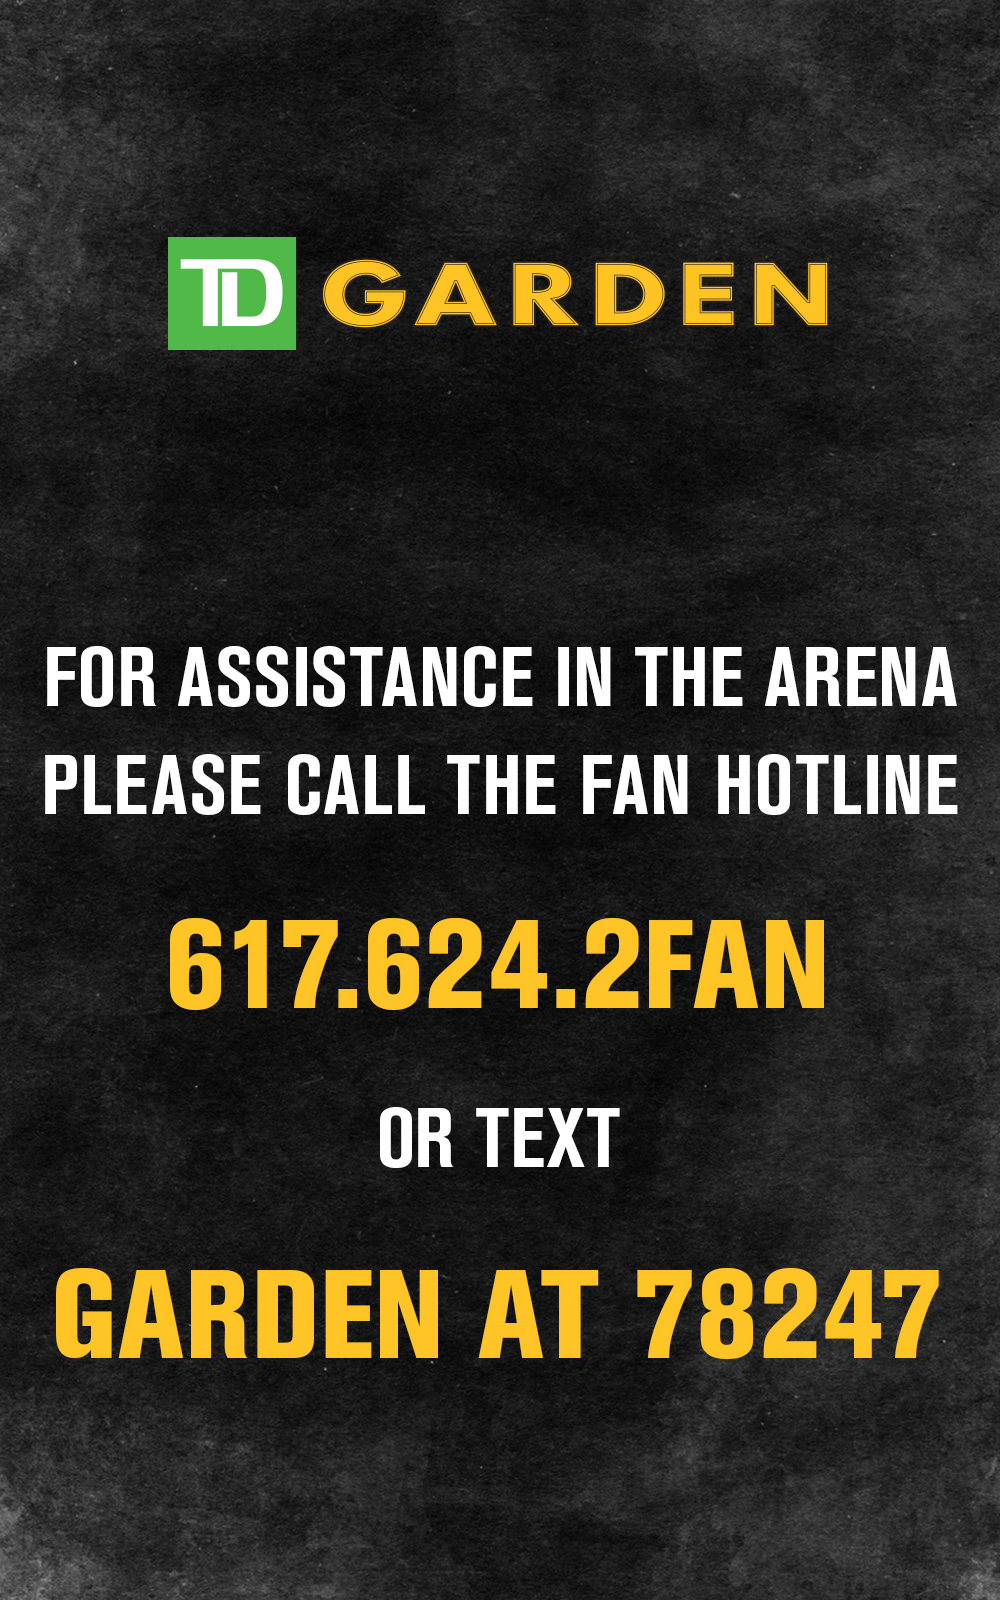 TD GARDEN
FOR ASSISTANCE IN THE ARENA
PLEASE CALL THE FAN HOTLINE
617.624.2FAN
OR TEXT
GARDEN AT 78247